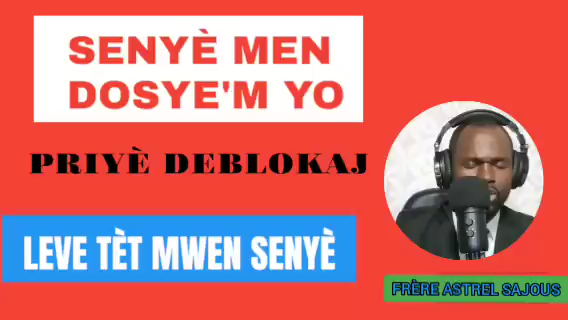 SENYÈ MEN
DOSYE'M YO
PRIYÈ DEBLOKAJ
LEVE TÈT MWEN SENYÈ
FRÈRE ASTREL SAJOUS